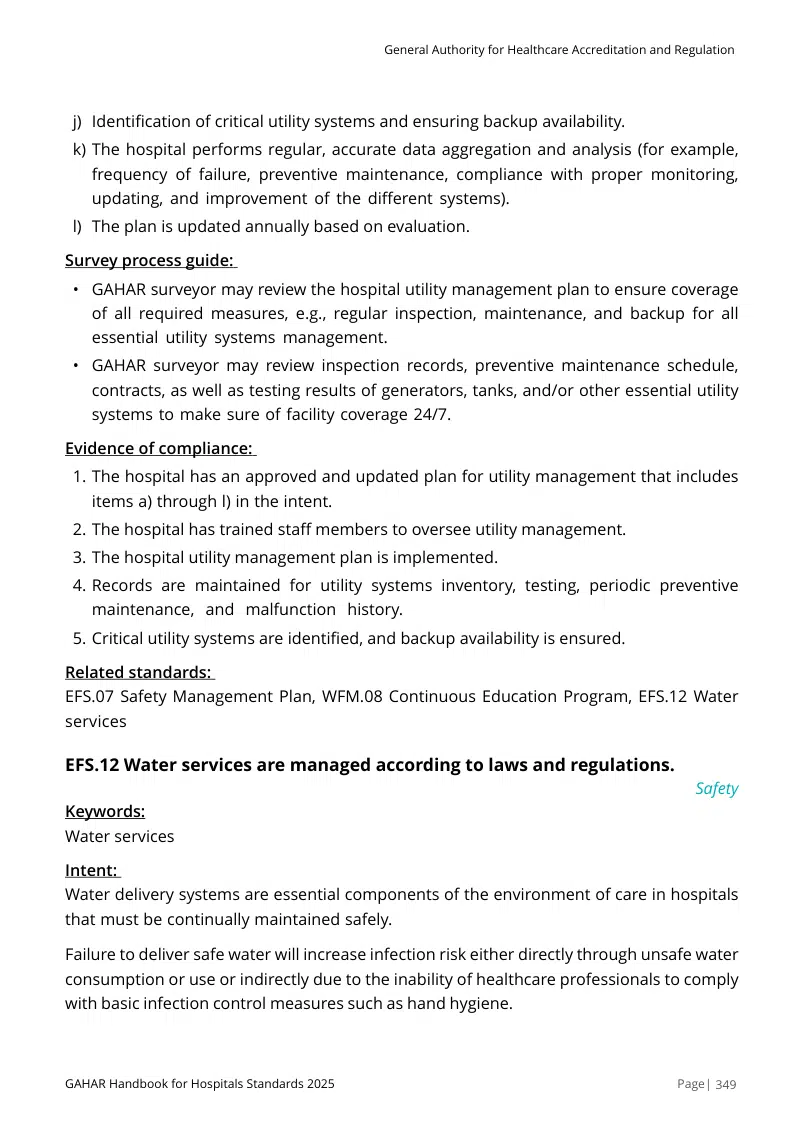 General Authority for Healthcare Accreditation and Regulation
j) Identification of critical utility systems and ensuring backup availability.
k) The hospital performs regular, accurate data aggregation and analysis (for example,
frequency of failure, preventive maintenance, compliance with proper monitoring,
updating, and improvement of the different systems).
l) The plan is updated annually based on evaluation.
Survey process guide:
• GAHAR surveyor may review the hospital utility management plan to ensure coverage
of all required measures, e.g., regular inspection, maintenance, and backup for all
essential utility systems management.
• GAHAR surveyor may review inspection records, preventive maintenance schedule,
contracts, as well as testing results of generators, tanks, and/or other essential utility
systems to make sure of facility coverage 24/7.
Evidence of compliance:
1. The hospital has an approved and updated plan for utility management that includes
items a) through l) in the intent.
2. The hospital has trained staff members to oversee utility management.
3. The hospital utility management plan is implemented.
4. Records are maintained for utility systems inventory, testing, periodic preventive
maintenance, and malfunction history.
5. Critical utility systems are identified, and backup availability is ensured.
Related standards:
EFS.07 Safety Management Plan, WFM.08 Continuous Education Program, EFS.12 Water
services
EFS.12 Water services are managed according to laws and regulations.
Safety
Keywords:
Water services
Intent:
Water delivery systems are essential components of the environment of care in hospitals
that must be continually maintained safely.
Failure to deliver safe water will increase infection risk either directly through unsafe water
consumption or use or indirectly due to the inability of healthcare professionals to comply
with basic infection control measures such as hand hygiene.
GAHAR Handbook for Hospitals Standards 2025
Page| 349